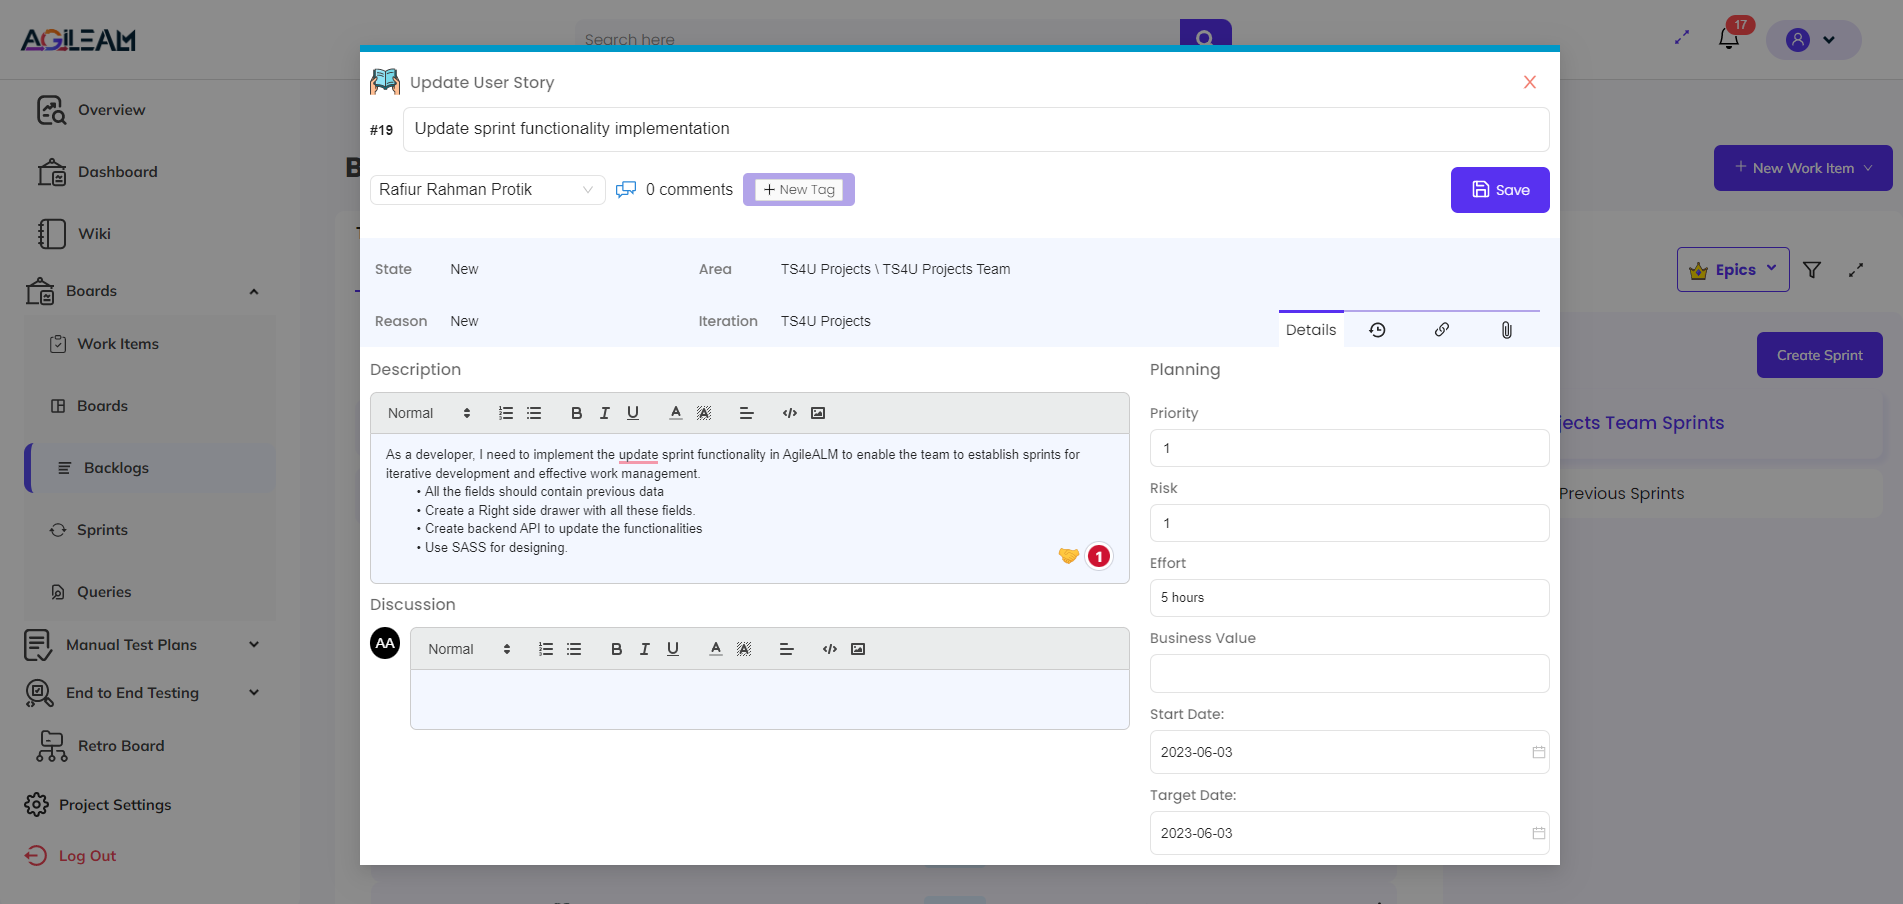 AGiLEAM
Search here
17
Overview
Dashboard
Wiki
Boards
Work Items
Boards
Backlogs
Sprints
Queries
Manual Test Plans
End to End Testing
Retro Board
Project Settings
Log Out
Update User Story
#19 Update sprint functionality implementation
Rafiur Rahman Protik 0 comments + New Tag
Save
State New Area TS4U Projects \ TS4U Projects Team
Reason New Iteration TS4U Projects
Details
Description
Normal
As a developer, I need to implement the update sprint functionality in AgileALM to enable the team to establish sprints for
iterative development and effective work management.
• All the fields should contain previous data
• Create a Right side drawer with all these fields.
• Create backend API to update the functionalities
• Use SASS for designing.
1
Discussion
AA
Normal
Planning
Priority
1
Risk
1
Effort
5 hours
Business Value
Start Date:
2023-06-03
Target Date:
2023-06-03
+ New Work Item
Epics
Create Sprint
jects Team Sprints
Previous Sprints